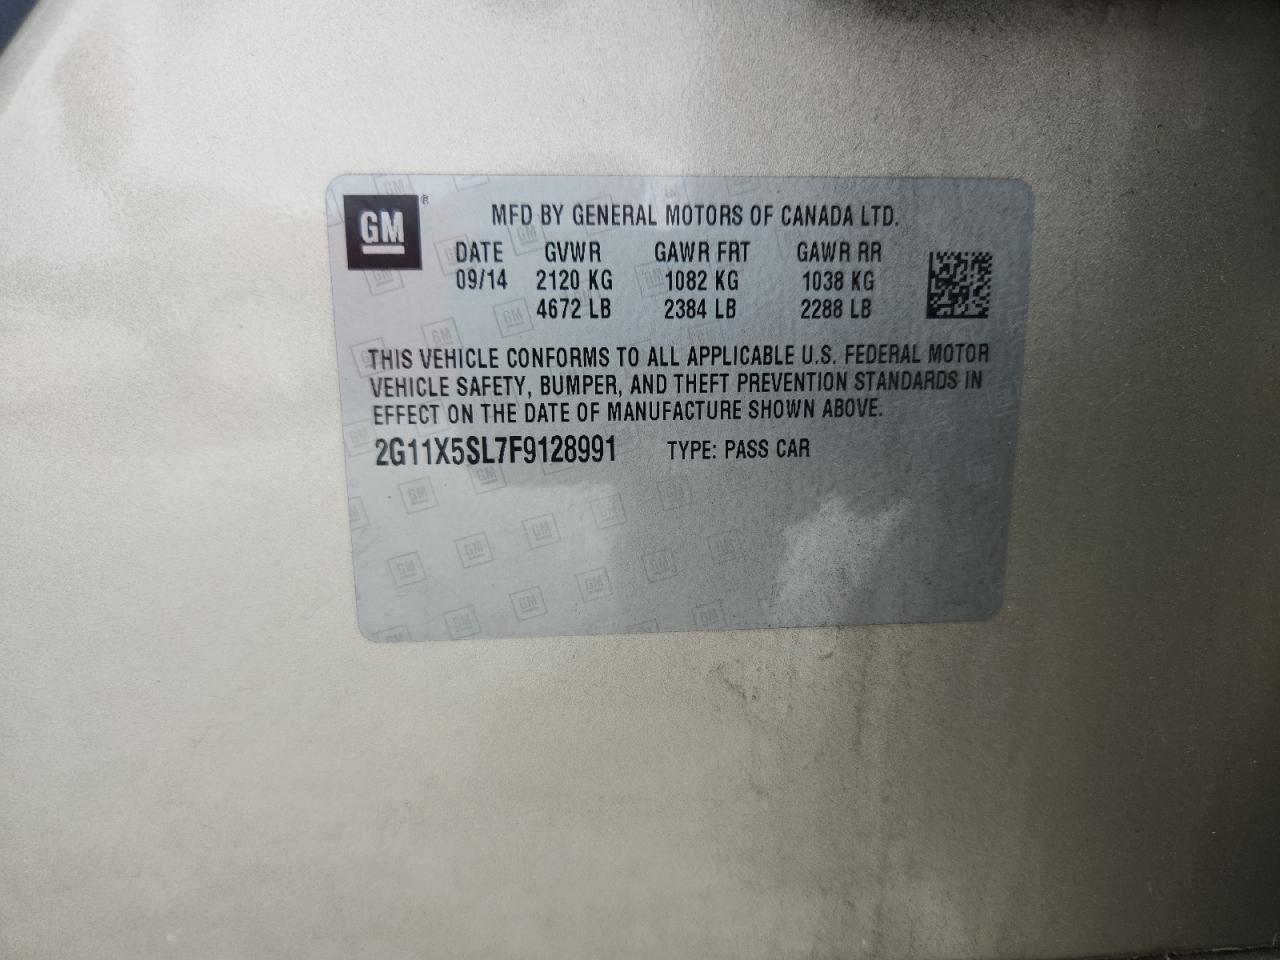 GM®
MFD BY GENERAL MOTORS OF CANADA LTD.
DATE GVWR GAWR FRT GAWR RR
09/14 2120 KG 1082 KG 1038 KG
4672 LB 2384 LB 2288 LB
THIS VEHICLE CONFORMS TO ALL APPLICABLE U.S. FEDERAL MOTOR
VEHICLE SAFETY, BUMPER, AND THEFT PREVENTION STANDARDS IN
EFFECT ON THE DATE OF MANUFACTURE SHOWN ABOVE.
2G11X5SL7F9128991 TYPE: PASS CAR